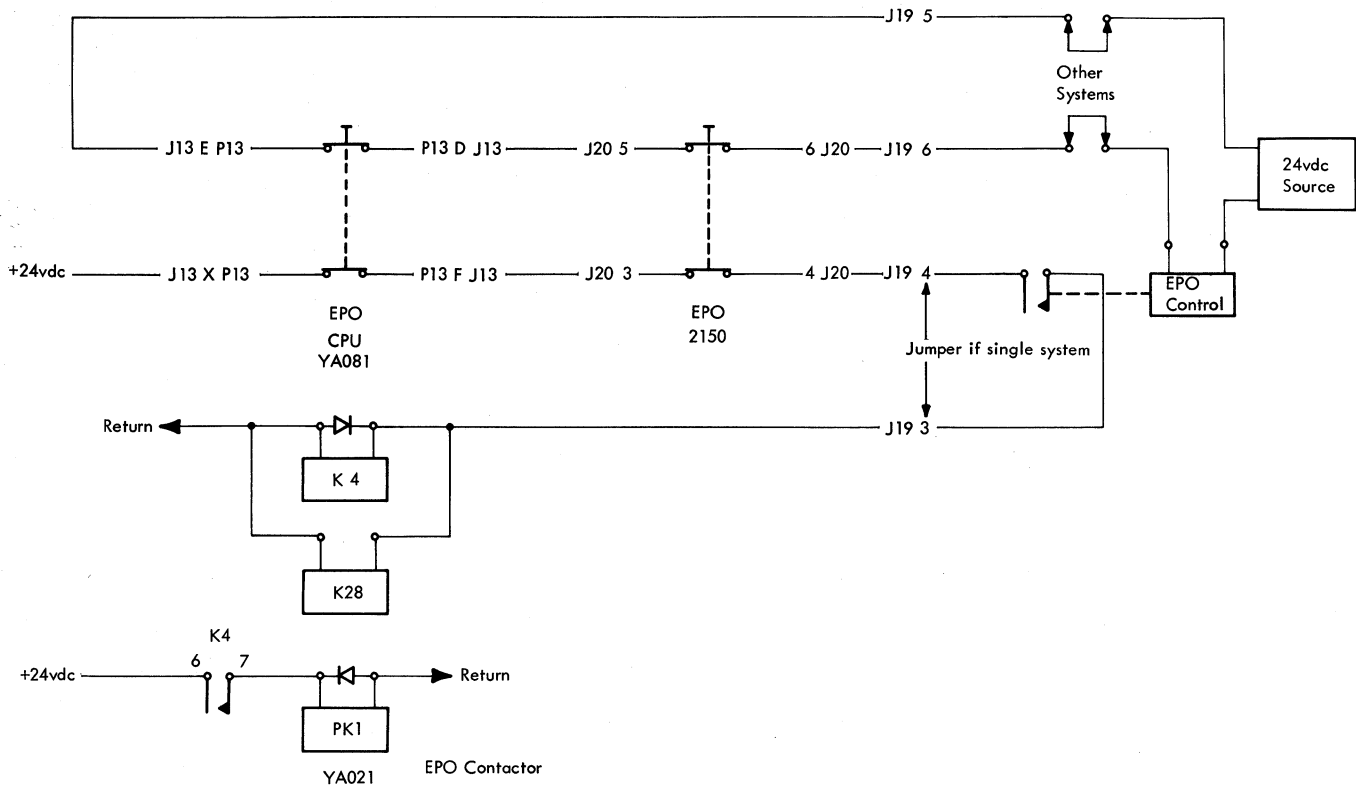 J19 5
Other
Systems
J13 E P13
P13 D J13
J20 5
6 J20
J19 6
24vdc
Source
+24vdc
J13 X P13
P13 F J13
J20 3
4 J20
J19 4
EPO
Control
EPO
CPU
YA081
EPO
2150
Jumper if single system
Return
J19 3
K 4
K28
K4
+24vdc
6
7
Return
PK1
YA021
EPO Contactor